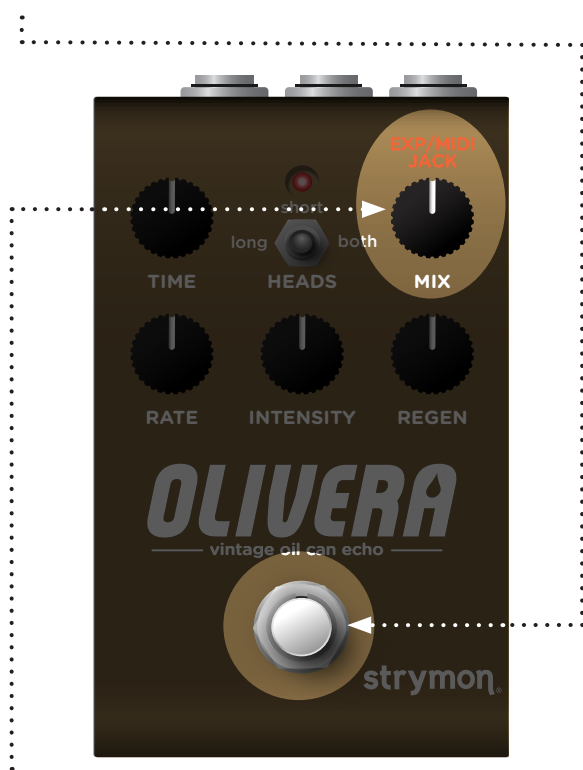 EXP/MIDI
JACK
short
long both
TIME HEADS MIX
RATE INTENSITY REGEN
OLIVERA
vintage oil can echo
strymon®